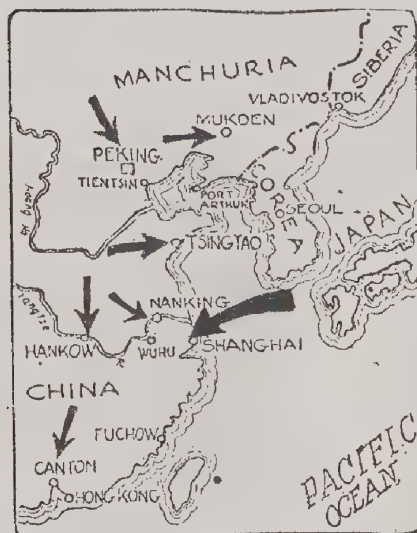 SIBERIA
MANCHURIA
VLADIVOSTOK
MUKDEN
PEKING
TIENTSIN
PORT
ARTHUR
COREA
SEOUL
JAPAN
TSINGTAO
NANKING
HANKOW
WURU
SHANGHAI
CHINA
FUCHOW
CANTON
HONG KONG
PACIFIC
OCEAN